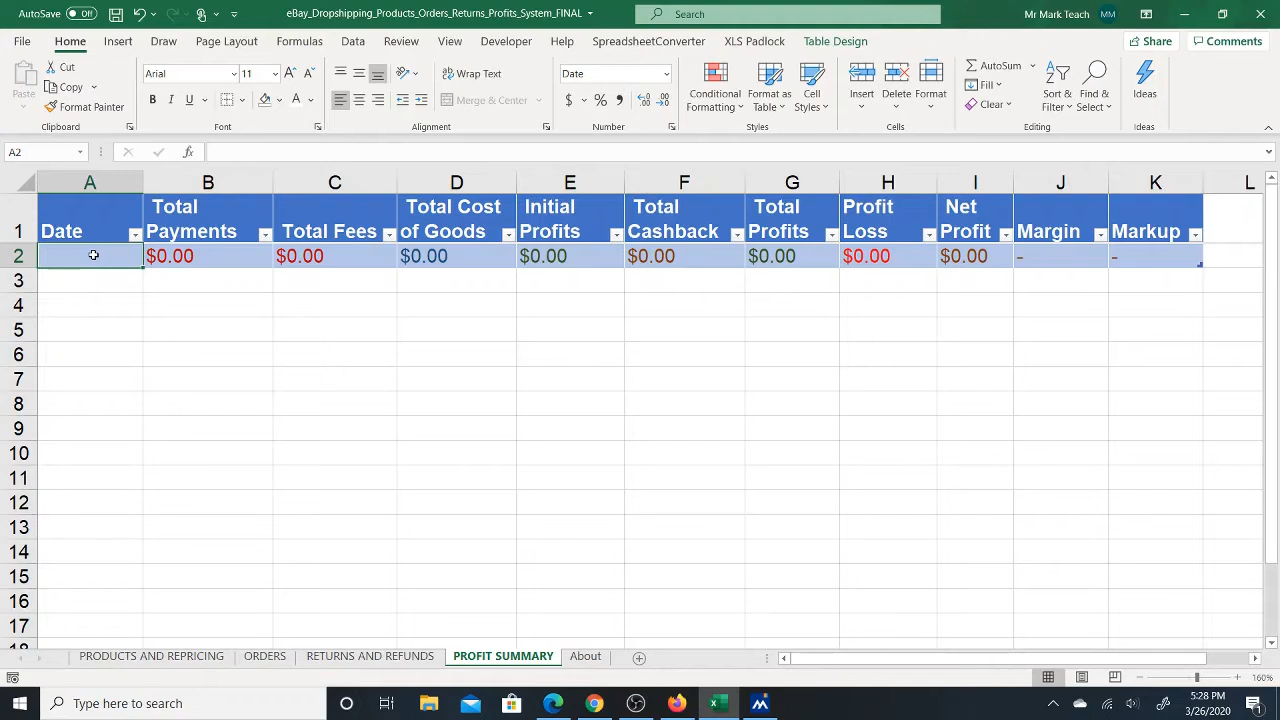 AutoSave Off eBay_Dropshipping_Products_Orders_Returns_Profits_System_FINAL Search Mr Mark Teach MM
File Home Insert Draw Page Layout Formulas Data Review View Developer Help SpreadsheetConverter XLS Padlock Table Design Share Comments
Paste Cut Copy Format Painter
Clipboard
Arial 11 A A B I U A
Font
Wrap Text Merge & Center
Alignment
Date $ % ,
Number
Conditional Formatting Format as Table Cell Styles
Styles
Insert Delete Format
Cells
AutoSum Fill Clear Sort & Filter Find & Select
Editing
Ideas
Ideas
A2 fx
A B C D E F G H I J K L
1 Date Total Payments Total Fees Total Cost of Goods Initial Profits Total Cashback Total Profits Profit Loss Net Profit Margin Markup
2 $0.00 $0.00 $0.00 $0.00 $0.00 $0.00 $0.00 $0.00 - -
3
4
5
6
7
8
9
10
11
12
13
14
15
16
17
18
PRODUCTS AND REPRICING ORDERS RETURNS AND REFUNDS PROFIT SUMMARY About
160%
Type here to search
5:28 PM
3/26/2020